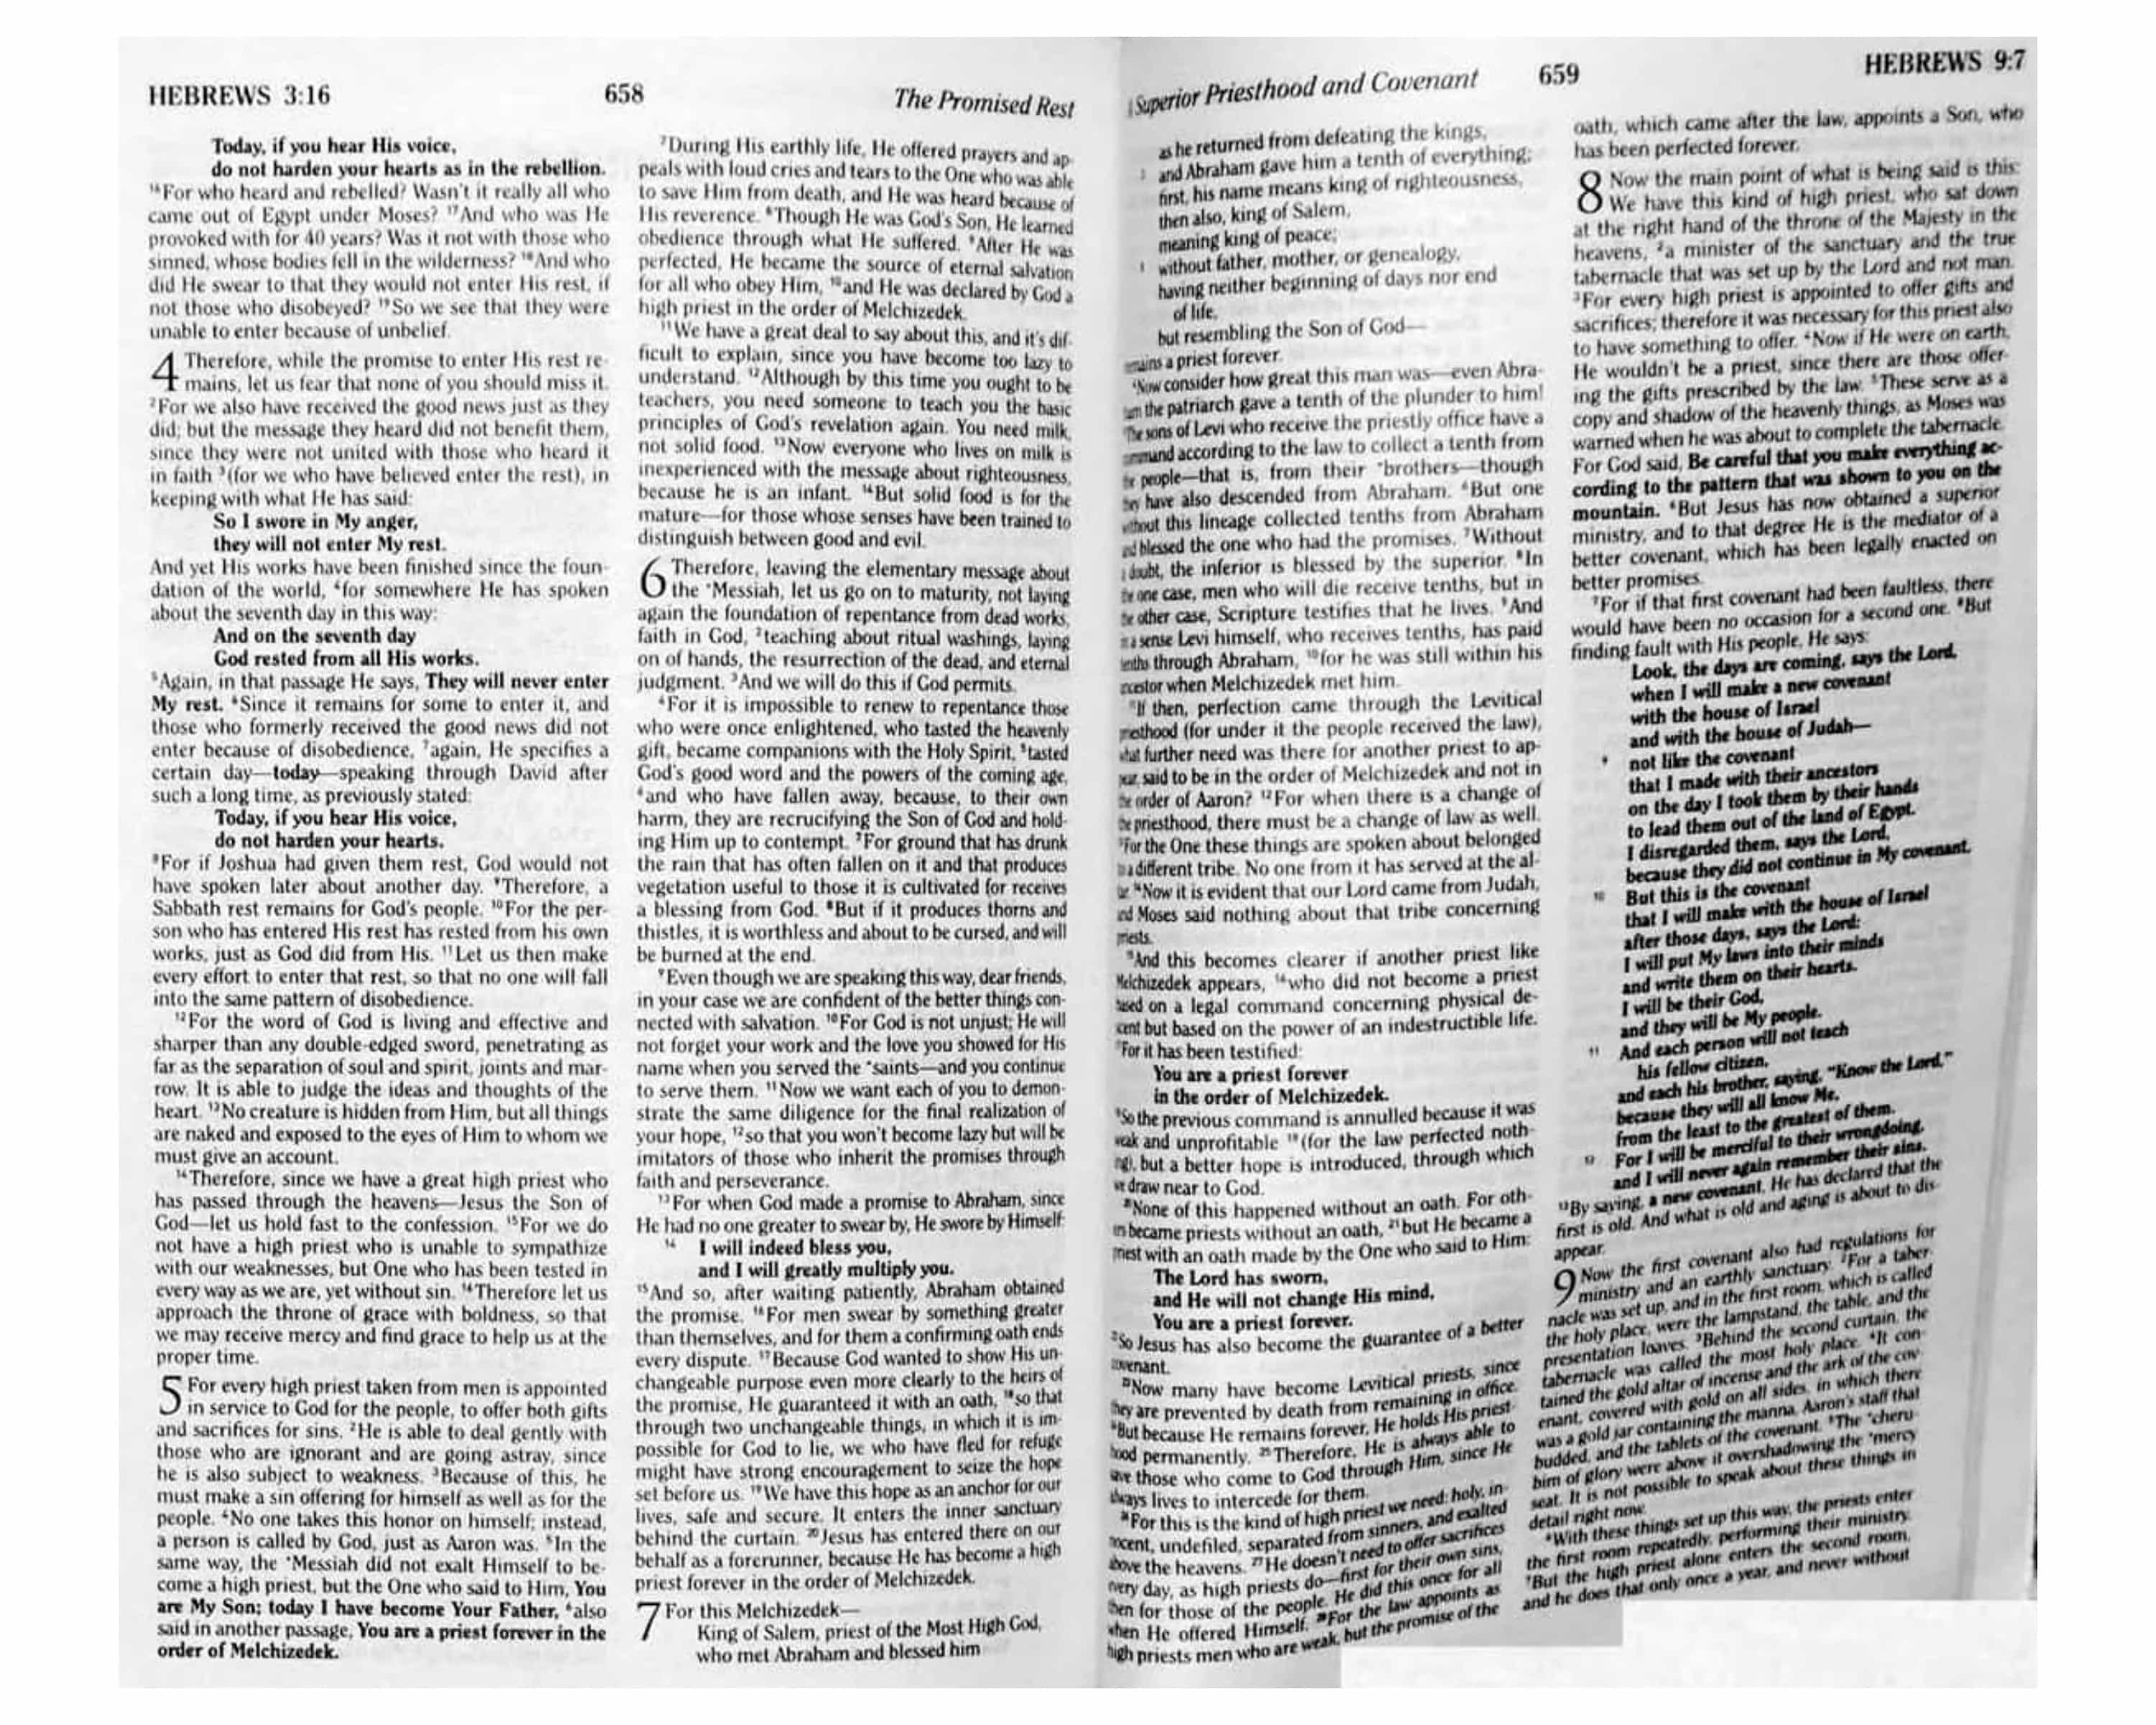 HEBREWS 3:16
658
The Promised Rest
Today, if you hear His voice,
do not harden your hearts as in the rebellion.
16For who heard and rebelled? Wasn't it really all who
came out of Egypt under Moses? 17And who was He
provoked with for 40 years? Was it not with those who
sinned, whose bodies fell in the wilderness? 18And who
did He swear to that they would not enter His rest, if
not those who disobeyed? 19So we see that they were
unable to enter because of unbelief.
4 Therefore, while the promise to enter His rest re-
mains, let us fear that none of you should miss it.
2For we also have received the good news just as they
did; but the message they heard did not benefit them,
since they were not united with those who heard it
in faith 3(for we who have believed enter the rest), in
keeping with what He has said:
So I swore in My anger,
they will not enter My rest.
And yet His works have been finished since the foun-
dation of the world, 4for somewhere He has spoken
about the seventh day in this way:
And on the seventh day
God rested from all His works.
5Again, in that passage He says, They will never enter
My rest. 6Since it remains for some to enter it, and
those who formerly received the good news did not
enter because of disobedience, 7again, He specifies a
certain day—today—speaking through David after
such a long time, as previously stated:
Today, if you hear His voice,
do not harden your hearts.
8For if Joshua had given them rest, God would not
have spoken later about another day. 9Therefore, a
Sabbath rest remains for God's people. 10For the per-
son who has entered His rest has rested from his own
works, just as God did from His. 11Let us then make
every effort to enter that rest, so that no one will fall
into the same pattern of disobedience.
12For the word of God is living and effective and
sharper than any double-edged sword, penetrating as
far as the separation of soul and spirit, joints and mar-
row. It is able to judge the ideas and thoughts of the
heart. 13No creature is hidden from Him, but all things
are naked and exposed to the eyes of Him to whom we
must give an account.
14Therefore, since we have a great high priest who
has passed through the heavens—Jesus the Son of
God—let us hold fast to the confession. 15For we do
not have a high priest who is unable to sympathize
with our weaknesses, but One who has been tested in
every way as we are, yet without sin. 16Therefore let us
approach the throne of grace with boldness, so that
we may receive mercy and find grace to help us at the
proper time.
5 For every high priest taken from men is appointed
in service to God for the people, to offer both gifts
and sacrifices for sins. 2He is able to deal gently with
those who are ignorant and are going astray, since
he is also subject to weakness. 3Because of this, he
must make a sin offering for himself as well as for the
people. 4No one takes this honor on himself; instead,
a person is called by God, just as Aaron was. 5In the
same way, the •Messiah did not exalt Himself to be-
come a high priest, but the One who said to Him, You
are My Son; today I have become Your Father, 6also
said in another passage, You are a priest forever in the
order of Melchizedek.
7During His earthly life, He offered prayers and ap-
peals with loud cries and tears to the One who was able
to save Him from death, and He was heard because of
His reverence. 8Though He was God's Son, He learned
obedience through what He suffered. 9After He was
perfected, He became the source of eternal salvation
for all who obey Him, 10and He was declared by God a
high priest in the order of Melchizedek.
11We have a great deal to say about this, and it's dif-
ficult to explain, since you have become too lazy to
understand. 12Although by this time you ought to be
teachers, you need someone to teach you the basic
principles of God's revelation again. You need milk,
not solid food. 13Now everyone who lives on milk is
inexperienced with the message about righteousness,
because he is an infant. 14But solid food is for the
mature—for those whose senses have been trained to
distinguish between good and evil.
6 Therefore, leaving the elementary message about
the •Messiah, let us go on to maturity, not laying
again the foundation of repentance from dead works,
faith in God, 2teaching about ritual washings, laying
on of hands, the resurrection of the dead, and eternal
judgment. 3And we will do this if God permits.
4For it is impossible to renew to repentance those
who were once enlightened, who tasted the heavenly
gift, became companions with the Holy Spirit, 5tasted
God's good word and the powers of the coming age,
6and who have fallen away, because, to their own
harm, they are recrucifying the Son of God and hold-
ing Him up to contempt. 7For ground that has drunk
the rain that has often fallen on it and that produces
vegetation useful to those it is cultivated for receives
a blessing from God. 8But if it produces thorns and
thistles, it is worthless and about to be cursed, and will
be burned at the end.
9Even though we are speaking this way, dear friends,
in your case we are confident of the better things con-
nected with salvation. 10For God is not unjust; He will
not forget your work and the love you showed for His
name when you served the •saints—and you continue
to serve them. 11Now we want each of you to demon-
strate the same diligence for the final realization of
your hope, 12so that you won't become lazy but will be
imitators of those who inherit the promises through
faith and perseverance.
13For when God made a promise to Abraham, since
He had no one greater to swear by, He swore by Himself:
14 I will indeed bless you,
and I will greatly multiply you.
15And so, after waiting patiently, Abraham obtained
the promise. 16For men swear by something greater
than themselves, and for them a confirming oath ends
every dispute. 17Because God wanted to show His un-
changeable purpose even more clearly to the heirs of
the promise, He guaranteed it with an oath, 18so that
through two unchangeable things, in which it is im-
possible for God to lie, we who have fled for refuge
might have strong encouragement to seize the hope
set before us. 19We have this hope as an anchor for our
lives, safe and secure. It enters the inner sanctuary
behind the curtain. 20Jesus has entered there on our
behalf as a forerunner, because He has become a high
priest forever in the order of Melchizedek.
7 For this Melchizedek—
King of Salem, priest of the Most High God,
who met Abraham and blessed him
Superior Priesthood and Covenant
659
HEBREWS 9:7
as he returned from defeating the kings,
and Abraham gave him a tenth of everything;
first, his name means king of righteousness,
then also, king of Salem,
meaning king of peace;
without father, mother, or genealogy,
having neither beginning of days nor end
of life,
but resembling the Son of God—
a priest forever.
4Now consider how great this man was—even Abra-
the patriarch gave a tenth of the plunder to him!
The sons of Levi who receive the priestly office have a
according to the law to collect a tenth from
people—that is, from their •brothers—though
have also descended from Abraham. 6But one
without this lineage collected tenths from Abraham
and blessed the one who had the promises. 7Without
doubt, the inferior is blessed by the superior. 8In
one case, men who will die receive tenths, but in
other case, Scripture testifies that he lives. 9And
a sense Levi himself, who receives tenths, has paid
tenths through Abraham, 10for he was still within his
ancestor when Melchizedek met him.
11If then, perfection came through the Levitical
priesthood (for under it the people received the law),
what further need was there for another priest to ap-
pear, said to be in the order of Melchizedek and not in
order of Aaron? 12For when there is a change of
priesthood, there must be a change of law as well.
13For the One these things are spoken about belonged
a different tribe. No one from it has served at the al-
14Now it is evident that our Lord came from Judah,
and Moses said nothing about that tribe concerning
priests.
15And this becomes clearer if another priest like
Melchizedek appears, 16who did not become a priest
based on a legal command concerning physical de-
scent but based on the power of an indestructible life.
17For it has been testified:
You are a priest forever
in the order of Melchizedek.
18So the previous command is annulled because it was
weak and unprofitable 19(for the law perfected noth-
ing), but a better hope is introduced, through which
we draw near to God.
20None of this happened without an oath. For oth-
ers became priests without an oath, 21but He became a
priest with an oath made by the One who said to Him:
The Lord has sworn,
and He will not change His mind,
You are a priest forever.
22So Jesus has also become the guarantee of a better
covenant.
23Now many have become Levitical priests, since
they are prevented by death from remaining in office.
24But because He remains forever, He holds His priest-
hood permanently. 25Therefore, He is always able to
save those who come to God through Him, since He
always lives to intercede for them.
26For this is the kind of high priest we need: holy, in-
nocent, undefiled, separated from sinners, and exalted
above the heavens. 27He doesn't need to offer sacrifices
every day, as high priests do—first for their own sins,
then for those of the people. He did this once for all
when He offered Himself. 28For the law appoints as
high priests men who are weak, but the promise of the
oath, which came after the law, appoints a Son, who
has been perfected forever.
8 Now the main point of what is being said is this:
We have this kind of high priest, who sat down
at the right hand of the throne of the Majesty in the
heavens, 2a minister of the sanctuary and the true
tabernacle that was set up by the Lord and not man.
3For every high priest is appointed to offer gifts and
sacrifices; therefore it was necessary for this priest also
to have something to offer. 4Now if He were on earth,
He wouldn't be a priest, since there are those offer-
ing the gifts prescribed by the law. 5These serve as a
copy and shadow of the heavenly things, as Moses was
warned when he was about to complete the tabernacle.
For God said, Be careful that you make everything ac-
cording to the pattern that was shown to you on the
mountain. 6But Jesus has now obtained a superior
ministry, and to that degree He is the mediator of a
better covenant, which has been legally enacted on
better promises.
7For if that first covenant had been faultless, there
would have been no occasion for a second one. 8But
finding fault with His people, He says:
Look, the days are coming, says the Lord,
when I will make a new covenant
with the house of Israel
and with the house of Judah—
9 not like the covenant
that I made with their ancestors
on the day I took them by their hands
to lead them out of the land of Egypt.
I disregarded them, says the Lord,
because they did not continue in My covenant.
10 But this is the covenant
that I will make with the house of Israel
after those days, says the Lord:
I will put My laws into their minds
and write them on their hearts.
I will be their God,
and they will be My people.
11 And each person will not teach
his fellow citizen,
and each his brother, saying, "Know the Lord,"
because they will all know Me,
from the least to the greatest of them.
12 For I will be merciful to their wrongdoing,
and I will never again remember their sins.
13By saying, a new covenant, He has declared that the
first is old. And what is old and aging is about to dis-
appear.
9 Now the first covenant also had regulations for
ministry and an earthly sanctuary. 2For a taber-
nacle was set up, and in the first room, which is called
the holy place, were the lampstand, the table, and the
presentation loaves. 3Behind the second curtain, the
tabernacle was called the most holy place. 4It con-
tained the gold altar of incense and the ark of the cov-
enant, covered with gold on all sides, in which there
was a gold jar containing the manna, Aaron's staff that
budded, and the tablets of the covenant. 5The •cheru-
bim of glory were above it overshadowing the •mercy
seat. It is not possible to speak about these things in
detail right now.
6With these things set up this way, the priests enter
the first room repeatedly, performing their ministry.
7But the high priest alone enters the second room,
and he does that only once a year, and never without